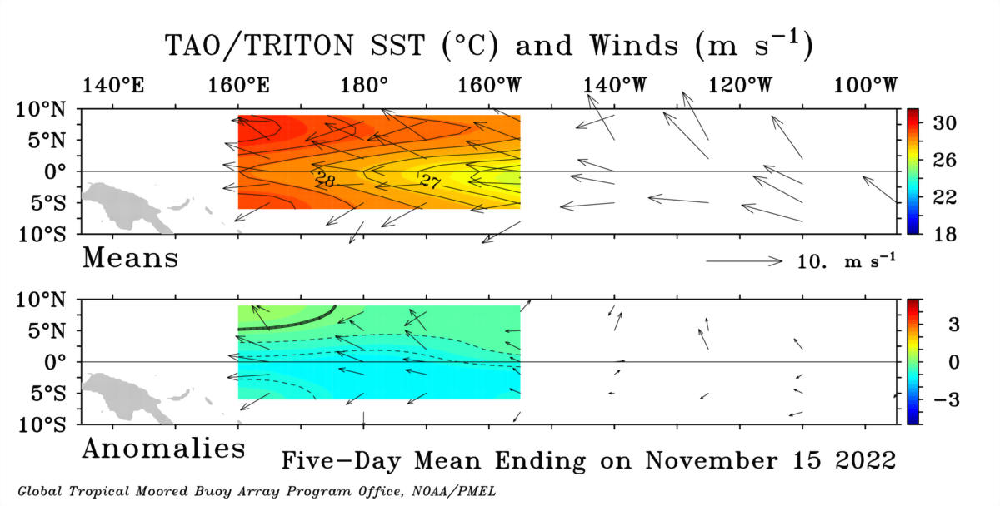 TAO/TRITON SST (°C) and Winds (m s⁻¹)
140°E 160°E 180° 160°W 140°W 120°W 100°W
10°N
5°N
0°
5°S
10°S
28
27
30
26
22
18
Means
10. m s⁻¹
10°N
5°N
0°
5°S
10°S
3
0
−3
Anomalies
Five−Day Mean Ending on November 15 2022
Global Tropical Moored Buoy Array Program Office, NOAA/PMEL